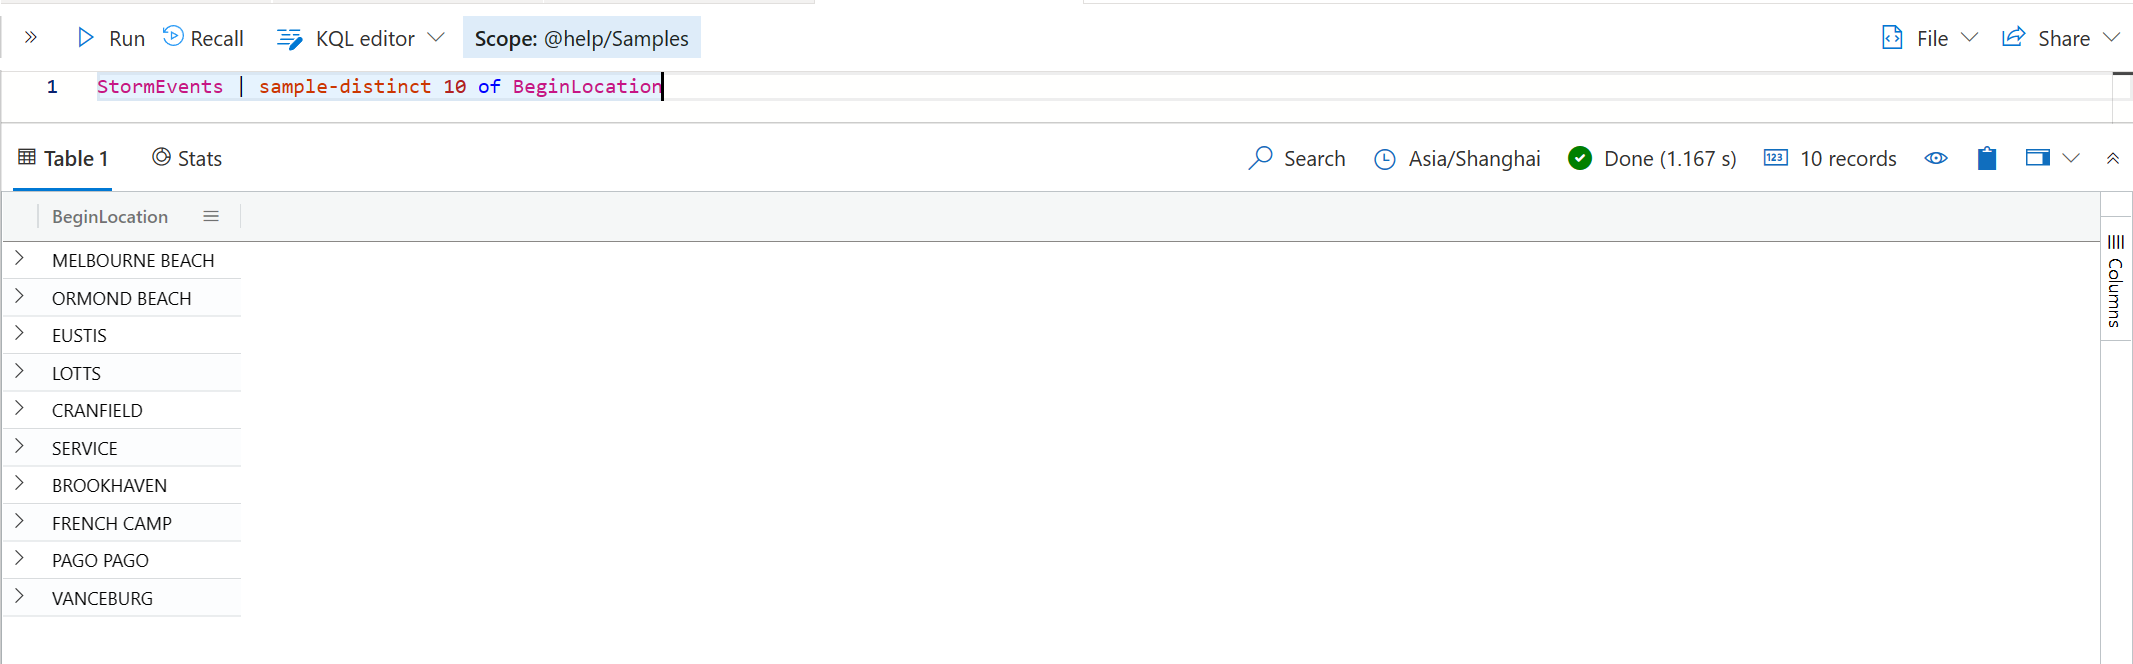 Run Recall KQL editor Scope: @help/Samples File Share
1 StormEvents | sample-distinct 10 of BeginLocation
Table 1 Stats Search Asia/Shanghai Done (1.167 s) 123 10 records
BeginLocation
MELBOURNE BEACH
ORMOND BEACH
EUSTIS
LOTTS
CRANFIELD
SERVICE
BROOKHAVEN
FRENCH CAMP
PAGO PAGO
VANCEBURG
Columns